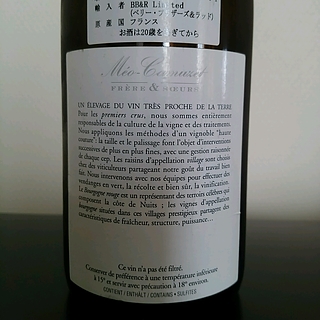 輸 入 者 BB&R Limited
(ベリー・ブラザーズ&ラッド)
原 産 国 フランス
お酒は20歳を過ぎてから
Méo-Camuzet
FRÈRE & SŒURS
UN ÉLEVAGE DU VIN TRÈS PROCHE DE LA TERRE
Pour les premiers crus, nous sommes entièrement
responsables de la culture de la vigne et des traitements.
Nous appliquons les méthodes d'un vignoble "haute
couture": la taille et le palissage font l'objet d'interventions
successives de plus en plus fines, avec une gestion raisonnée
de chaque cep. Les raisins d'appellation village sont choisis
chez des viticulteurs partageant notre goût du travail bien
fait. Nous intervenons avec nos équipes pour effectuer des
vendanges en vert, la récolte et bien sûr, la vinification.
Le Bourgogne rouge est un représentant des terroirs célèbres qui
composent la côte de Nuits ; les vignes d'appellation
bourgogne situées dans ces villages prestigieux partagent des
caractéristiques de fraîcheur, structure, puissance...
Ce vin n'a pas été filtré.
Conserver de préférence à une température inférieure
à 15° et servir avec précaution à 18° environ.
CONTIENT / ENTHÄLT / CONTAINS : SULFITES